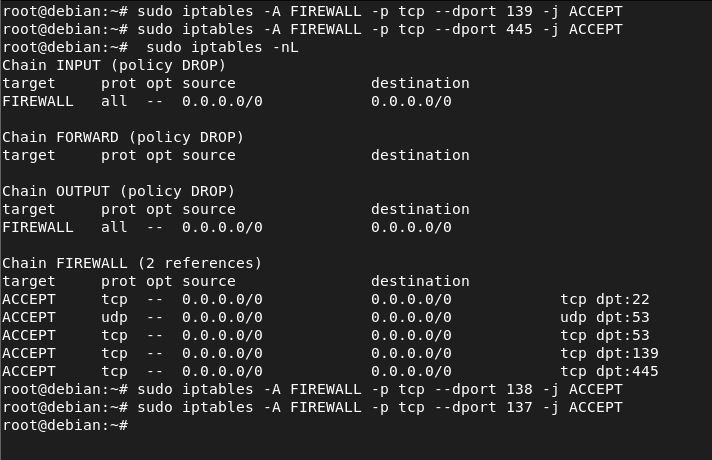 root@debian:~# sudo iptables -A FIREWALL -p tcp --dport 139 -j ACCEPT
root@debian:~# sudo iptables -A FIREWALL -p tcp --dport 445 -j ACCEPT
root@debian:~#  sudo iptables -nL
Chain INPUT (policy DROP)
target     prot opt source               destination
FIREWALL   all  --  0.0.0.0/0            0.0.0.0/0

Chain FORWARD (policy DROP)
target     prot opt source               destination

Chain OUTPUT (policy DROP)
target     prot opt source               destination
FIREWALL   all  --  0.0.0.0/0            0.0.0.0/0

Chain FIREWALL (2 references)
target     prot opt source               destination
ACCEPT     tcp  --  0.0.0.0/0            0.0.0.0/0            tcp dpt:22
ACCEPT     udp  --  0.0.0.0/0            0.0.0.0/0            udp dpt:53
ACCEPT     tcp  --  0.0.0.0/0            0.0.0.0/0            tcp dpt:53
ACCEPT     tcp  --  0.0.0.0/0            0.0.0.0/0            tcp dpt:139
ACCEPT     tcp  --  0.0.0.0/0            0.0.0.0/0            tcp dpt:445
root@debian:~# sudo iptables -A FIREWALL -p tcp --dport 138 -j ACCEPT
root@debian:~# sudo iptables -A FIREWALL -p tcp --dport 137 -j ACCEPT
root@debian:~#